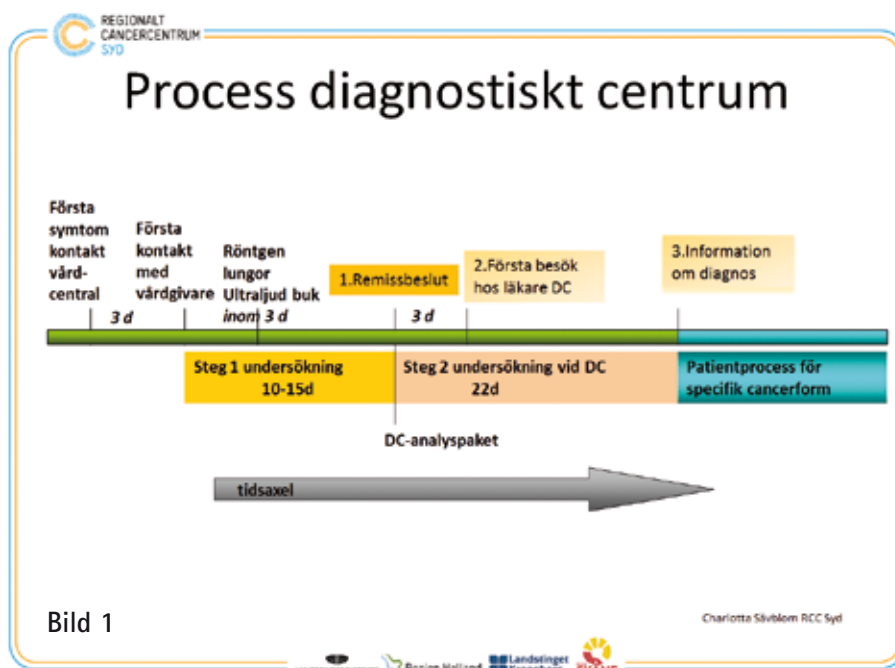 REGIONALT
CANCERCENTRUM
SYD
Process diagnostiskt centrum
Första
symtom
kontakt
vård-
central
Första
kontakt
med
vårdgivare
Röntgen
lungor
Ultraljud buk
inom 3 d
3 d
3 d
1.Remissbeslut
2.Första besök
hos läkare DC
3.Information
om diagnos
Steg 1 undersökning
10-15d
Steg 2 undersökning vid DC
22d
Patientprocess för
specifik cancerform
DC-analyspaket
tidsaxel
Bild 1
Charlotta Sävblom RCC Syd
Region Halland
Landstinget